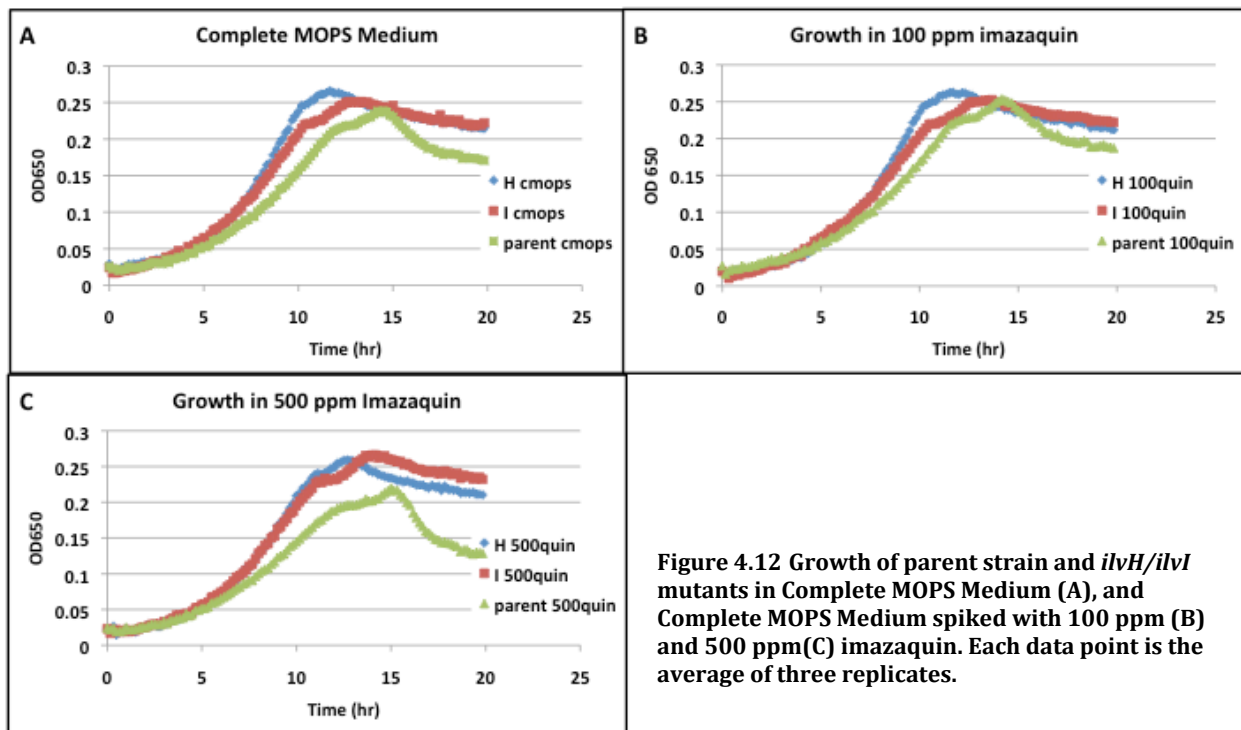 A
Complete MOPS Medium
0.3
0.25
0.2
0.15
0.1
0.05
0
OD650
0 5 10 15 20 25
Time (hr)
H cmops
I cmops
parent cmops
B
Growth in 100 ppm imazaquin
0.3
0.25
0.2
0.15
0.1
0.05
0
OD 650
0 5 10 15 20 25
Time (hr)
H 100quin
I 100quin
parent 100quin
C
Growth in 500 ppm Imazaquin
0.3
0.25
0.2
0.15
0.1
0.05
0
OD650
0 5 10 15 20 25
Time (hr)
H 500quin
I 500quin
parent 500quin
Figure 4.12 Growth of parent strain and ilvH/ilvI
mutants in Complete MOPS Medium (A), and
Complete MOPS Medium spiked with 100 ppm (B)
and 500 ppm(C) imazaquin. Each data point is the
average of three replicates.